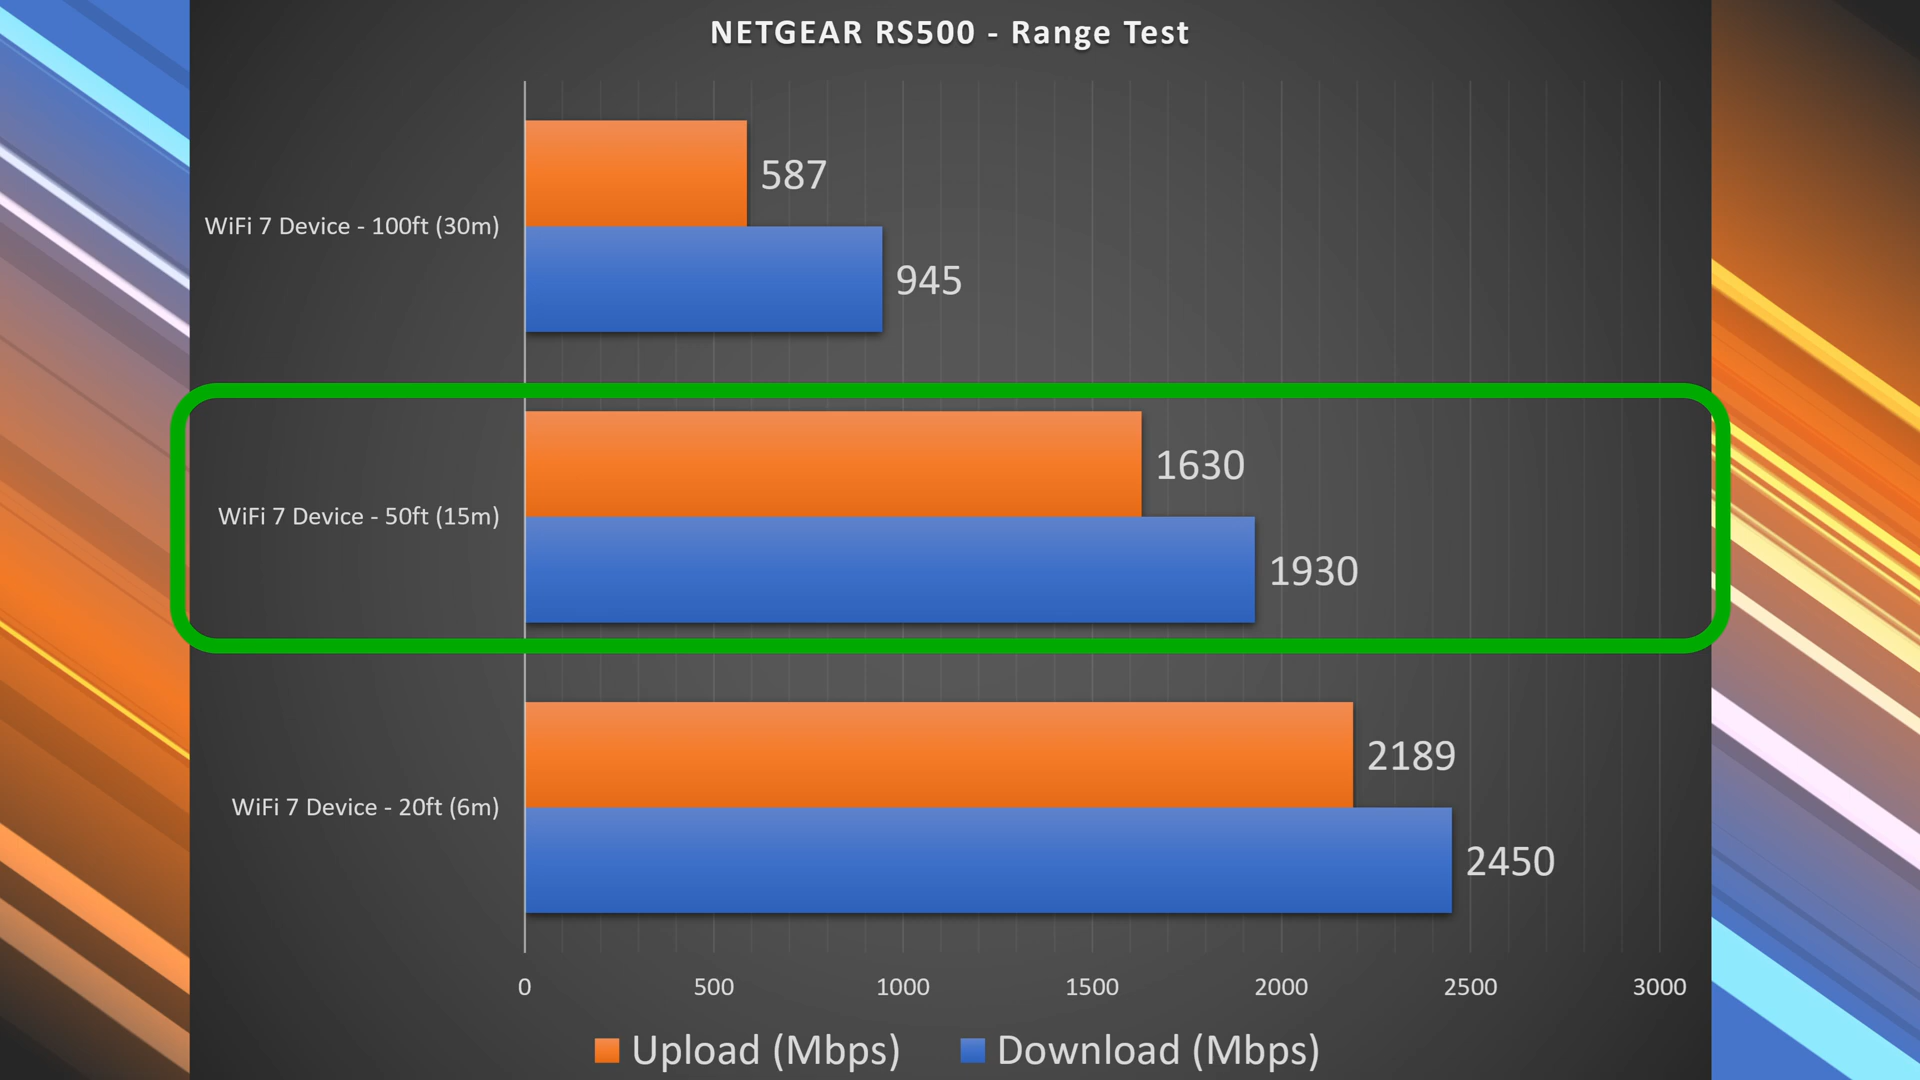 NETGEAR RS500 - Range Test
587
WiFi 7 Device - 100ft (30m)
945
1630
WiFi 7 Device - 50ft (15m)
1930
2189
WiFi 7 Device - 20ft (6m)
2450
0 500 1000 1500 2000 2500 3000
Upload (Mbps) Download (Mbps)